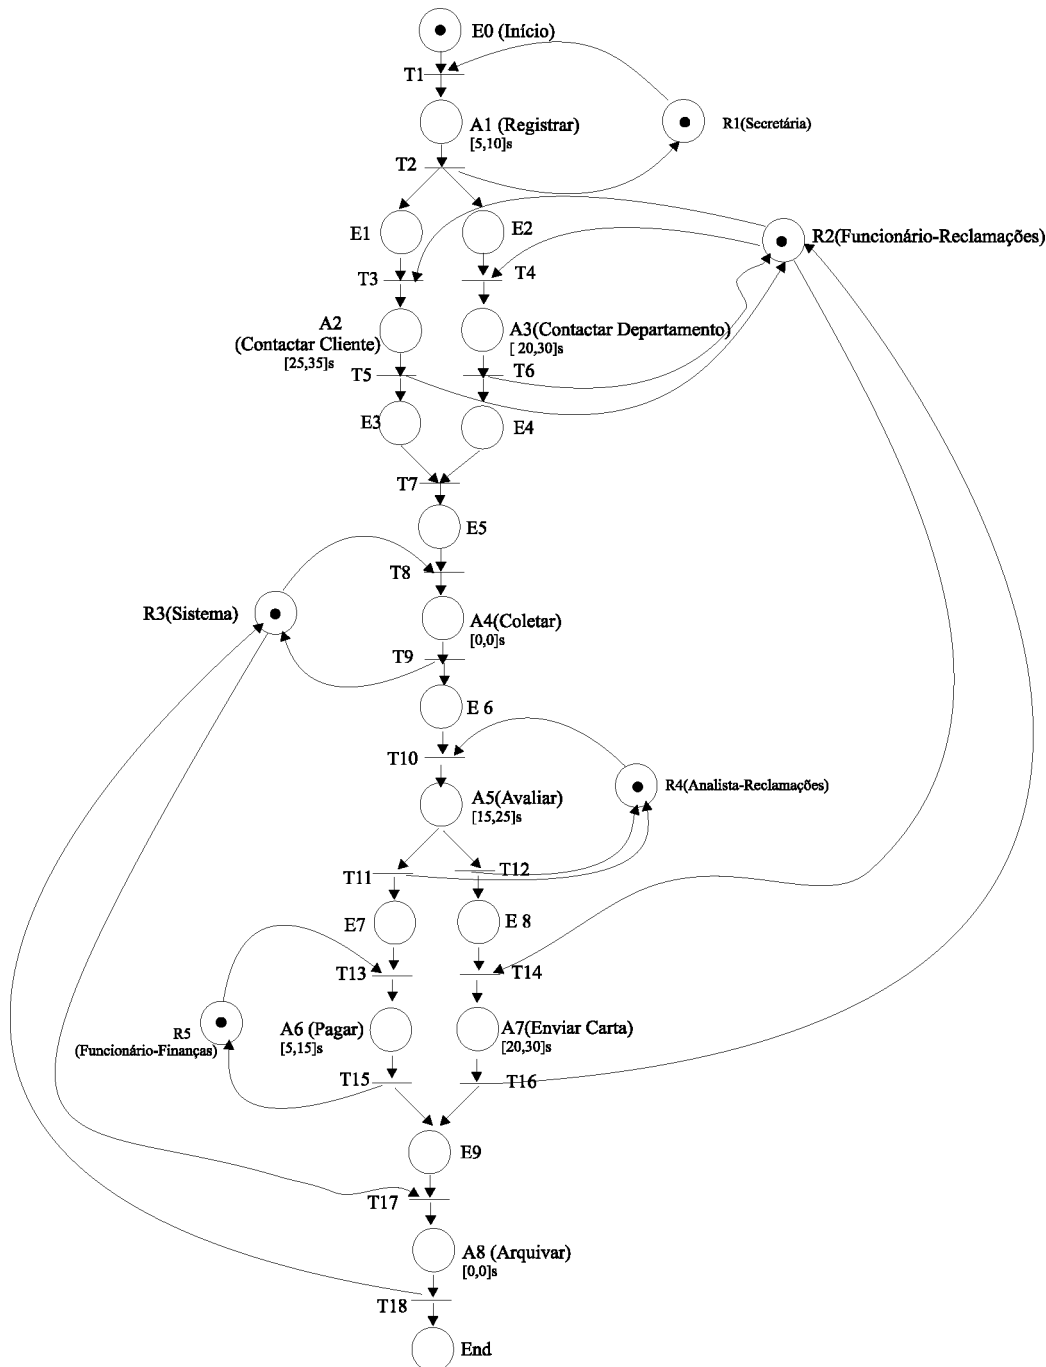 E0 (Início)
T1
A1 (Registrar)
[5,10]s
R1(Secretária)
T2
E1
E2
R2(Funcionário-Reclamações)
T3
T4
A2
(Contactar Cliente)
[25,35]s
A3(Contactar Departamento)
[ 20,30]s
T5
T6
E3
E4
T7
E5
T8
R3(Sistema)
A4(Coletar)
[0,0]s
T9
E 6
T10
R4(Analista-Reclamações)
A5(Avaliar)
[15,25]s
T11
T12
E7
E 8
T13
T14
R5
(Funcionário-Finanças)
A6 (Pagar)
[5,15]s
A7(Enviar Carta)
[20,30]s
T15
T16
E9
T17
A8 (Arquivar)
[0,0]s
T18
End